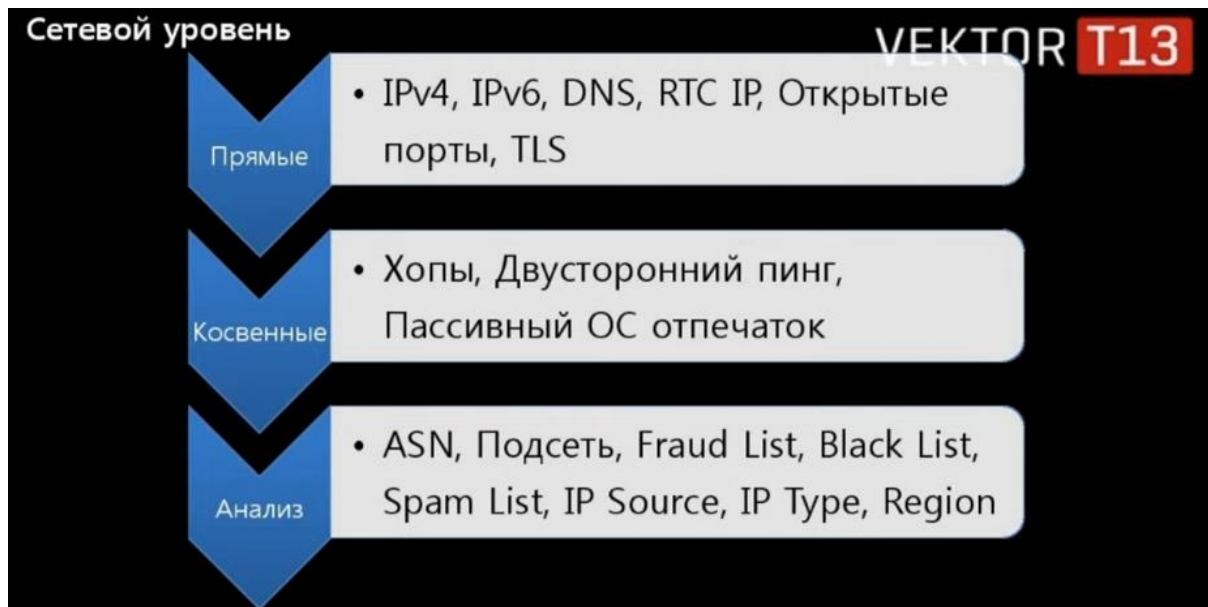 Сетевой уровень
VEKTOR T13
Прямые
• IPv4, IPv6, DNS, RTC IP, Открытые
порты, TLS
Косвенные
• Хопы, Двусторонний пинг,
Пассивный ОС отпечаток
Анализ
• ASN, Подсеть, Fraud List, Black List,
Spam List, IP Source, IP Type, Region